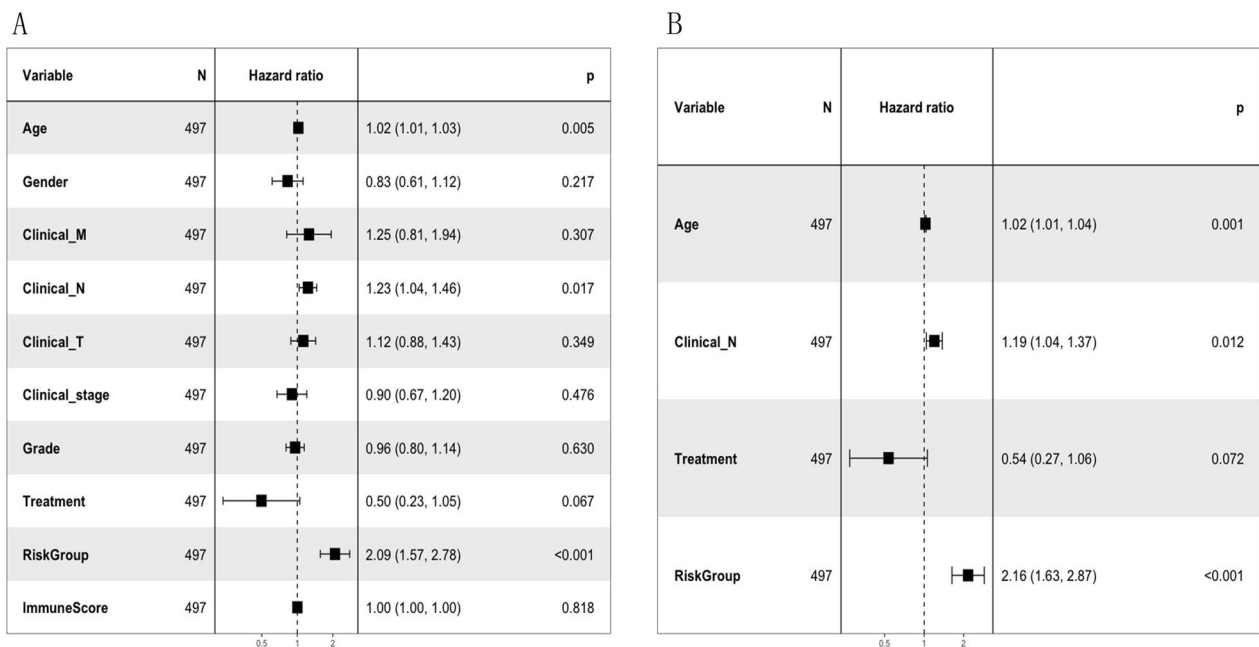 A
Variable N Hazard ratio p
Age 497 1.02 (1.01, 1.03) 0.005
Gender 497 0.83 (0.61, 1.12) 0.217
Clinical_M 497 1.25 (0.81, 1.94) 0.307
Clinical_N 497 1.23 (1.04, 1.46) 0.017
Clinical_T 497 1.12 (0.88, 1.43) 0.349
Clinical_stage 497 0.90 (0.67, 1.20) 0.476
Grade 497 0.96 (0.80, 1.14) 0.630
Treatment 497 0.50 (0.23, 1.05) 0.067
RiskGroup 497 2.09 (1.57, 2.78) <0.001
ImmuneScore 497 1.00 (1.00, 1.00) 0.818
0.5 1 2
B
Variable N Hazard ratio p
Age 497 1.02 (1.01, 1.04) 0.001
Clinical_N 497 1.19 (1.04, 1.37) 0.012
Treatment 497 0.54 (0.27, 1.06) 0.072
RiskGroup 497 2.16 (1.63, 2.87) <0.001
0.5 1 2